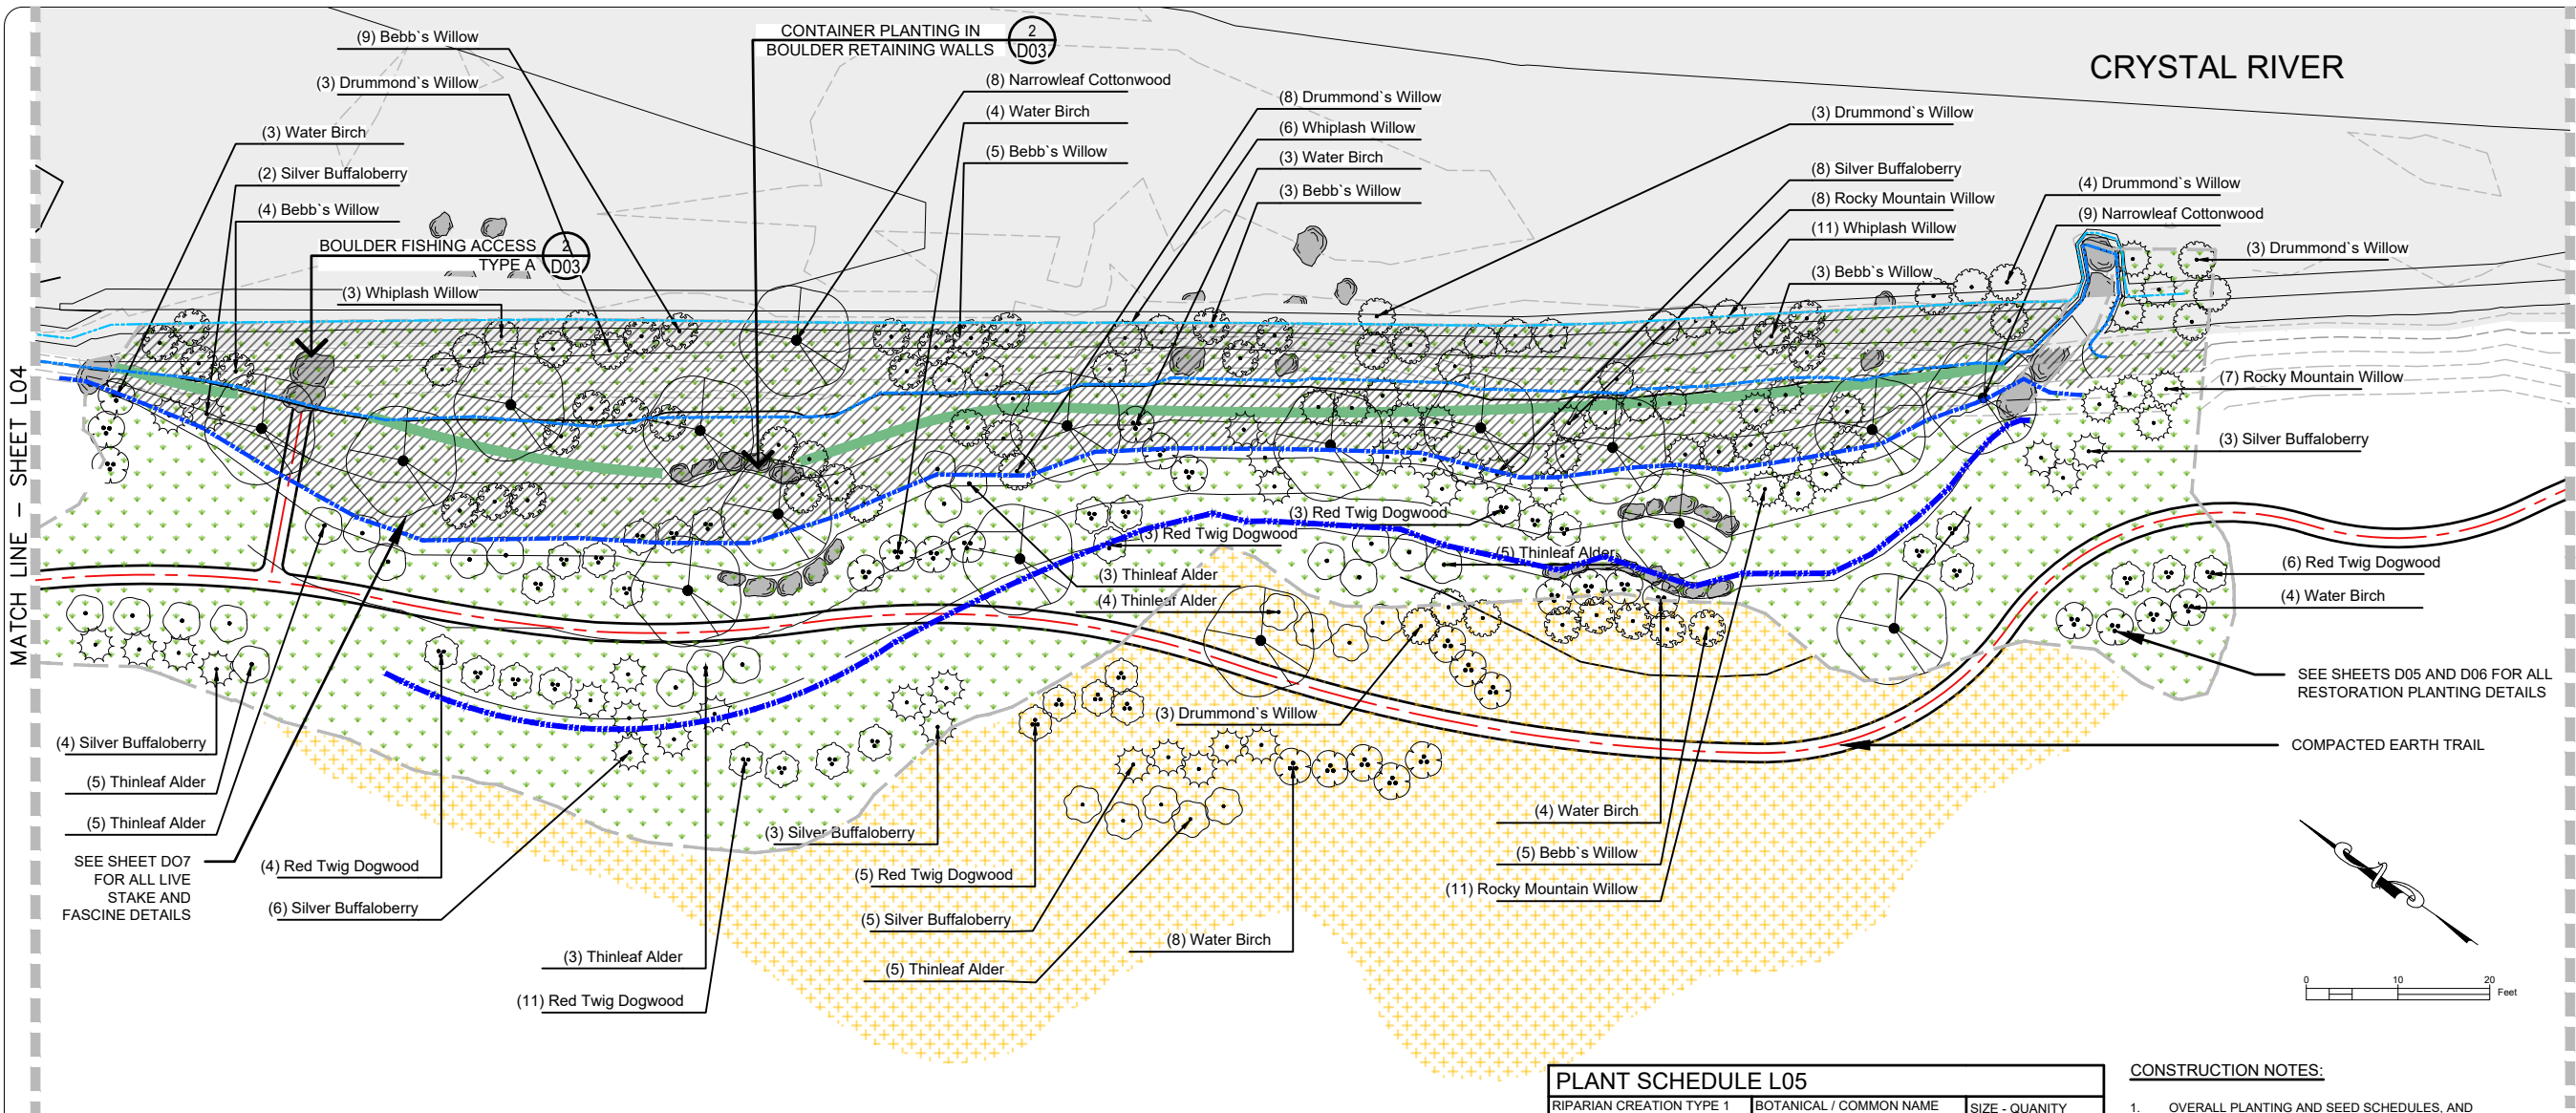 CRYSTAL RIVER
MATCH LINE - SHEET L04
(9) Bebb`s Willow
(3) Drummond`s Willow
(3) Water Birch
(2) Silver Buffaloberry
(4) Bebb`s Willow
BOULDER FISHING ACCESS
TYPE A
2
D03
(3) Whiplash Willow
CONTAINER PLANTING IN
BOULDER RETAINING WALLS
2
D03
(8) Narrowleaf Cottonwood
(4) Water Birch
(5) Bebb`s Willow
(8) Drummond`s Willow
(6) Whiplash Willow
(3) Water Birch
(3) Bebb`s Willow
(3) Drummond`s Willow
(8) Silver Buffaloberry
(8) Rocky Mountain Willow
(11) Whiplash Willow
(3) Bebb`s Willow
(4) Drummond`s Willow
(9) Narrowleaf Cottonwood
(3) Drummond`s Willow
(7) Rocky Mountain Willow
(3) Silver Buffaloberry
(3) Red Twig Dogwood
(3) Red Twig Dogwood
(5) Thinleaf Alder
(3) Thinleaf Alder
(4) Thinleaf Alder
(6) Red Twig Dogwood
(4) Water Birch
SEE SHEETS D05 AND D06 FOR ALL
RESTORATION PLANTING DETAILS
COMPACTED EARTH TRAIL
(3) Drummond`s Willow
(4) Silver Buffaloberry
(5) Thinleaf Alder
(5) Thinleaf Alder
SEE SHEET DO7
FOR ALL LIVE
STAKE AND
FASCINE DETAILS
(4) Red Twig Dogwood
(6) Silver Buffaloberry
(3) Thinleaf Alder
(11) Red Twig Dogwood
(3) Silver Buffaloberry
(5) Red Twig Dogwood
(5) Silver Buffaloberry
(5) Thinleaf Alder
(8) Water Birch
(4) Water Birch
(5) Bebb`s Willow
(11) Rocky Mountain Willow
0 10 20
Feet
PLANT SCHEDULE L05
RIPARIAN CREATION TYPE 1 BOTANICAL / COMMON NAME SIZE - QUANITY
CONSTRUCTION NOTES:
1. OVERALL PLANTING AND SEED SCHEDULES, AND